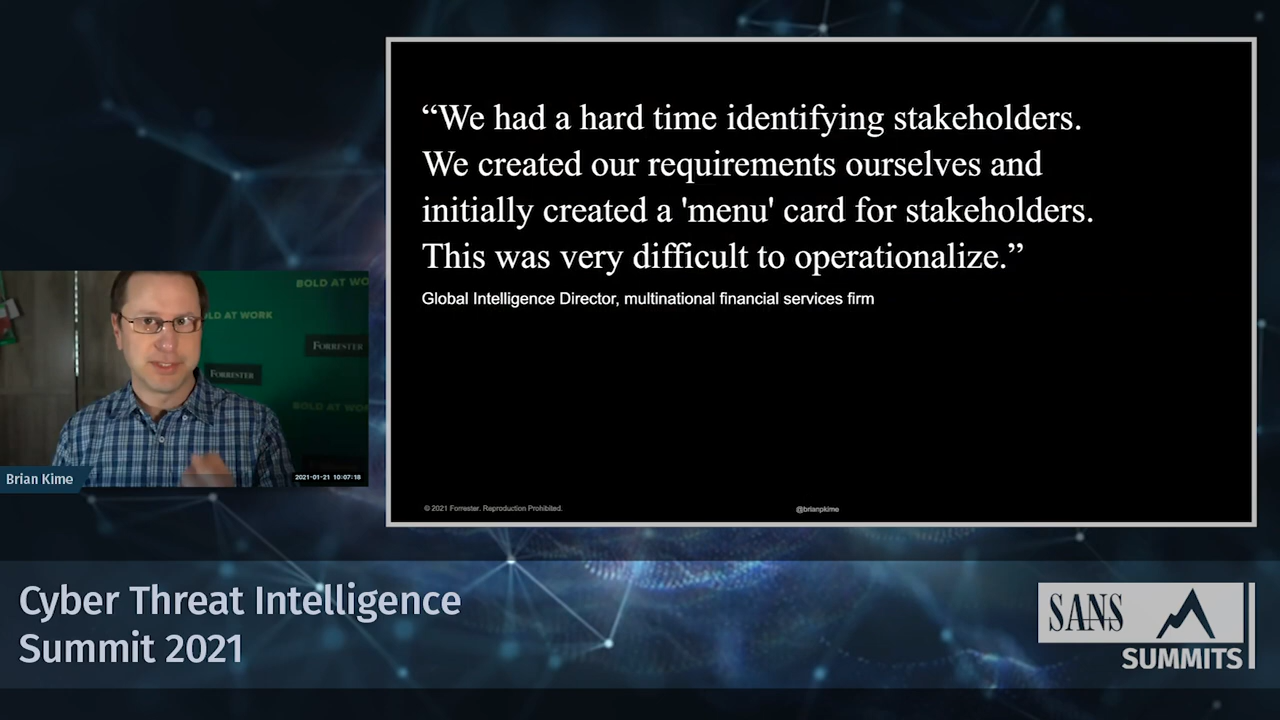 “We had a hard time identifying stakeholders.
We created our requirements ourselves and
initially created a 'menu' card for stakeholders.
This was very difficult to operationalize.”
Global Intelligence Director, multinational financial services firm
© 2021 Forrester. Reproduction Prohibited.
@brianpkime
BOLD AT WO
LD AT WORK
FORRESTER
FORRESTER
BOLD AT WOR
Brian Kime
2021-01-21 10:07:18
Cyber Threat Intelligence
Summit 2021
SANS
SUMMITS